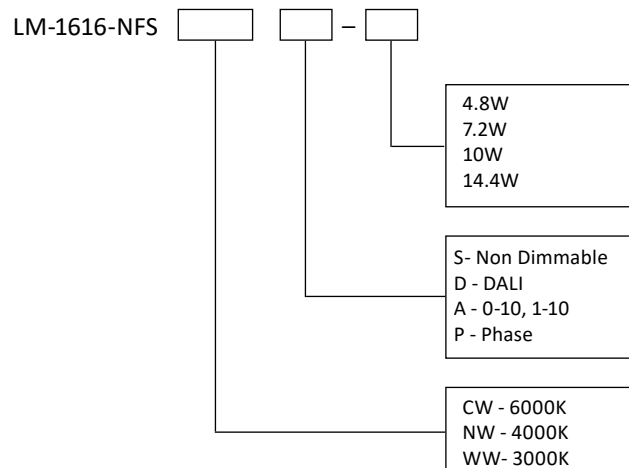 LM-1616-NFS –
4.8W
7.2W
10W
14.4W
S- Non Dimmable
D - DALI
A - 0-10, 1-10
P - Phase
CW - 6000K
NW - 4000K
WW- 3000K